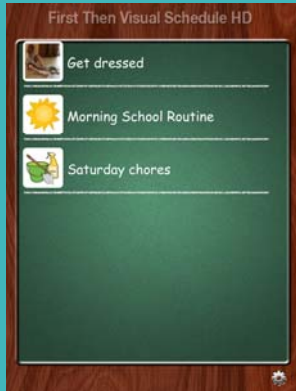 First Then Visual Schedule HD
Get dressed
Morning School Routine
Saturday chores